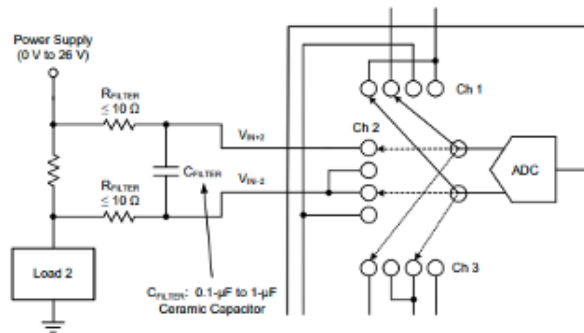 Power Supply
(0 V to 26 V)
RFILTER
≤ 10 Ω
VIN+2
CFILTER
VIN-2
RFILTER
≤ 10 Ω
Load 2
CFILTER: 0.1-µF to 1-µF
Ceramic Capacitor
Ch 1
Ch 2
ADC
Ch 3